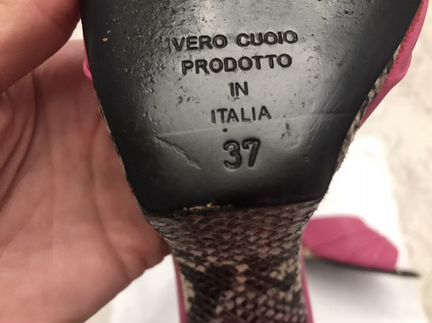 VERO CUOIO
PRODOTTO
IN
ITALIA
37